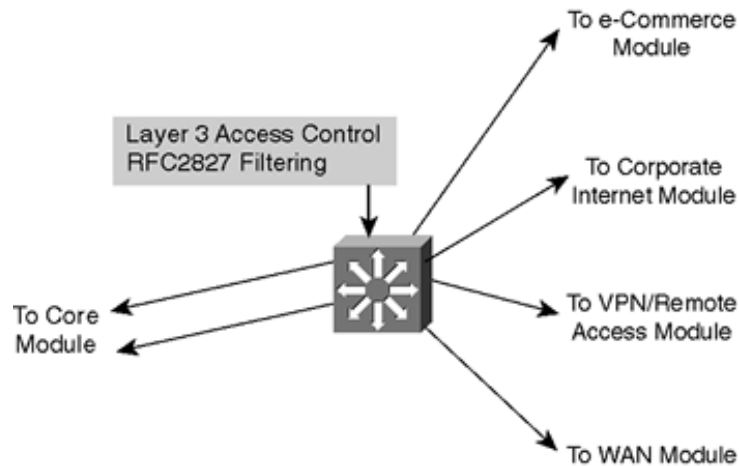 To e-Commerce
Module
Layer 3 Access Control
RFC2827 Filtering
To Corporate
Internet Module
To Core
Module
To VPN/Remote
Access Module
To WAN Module